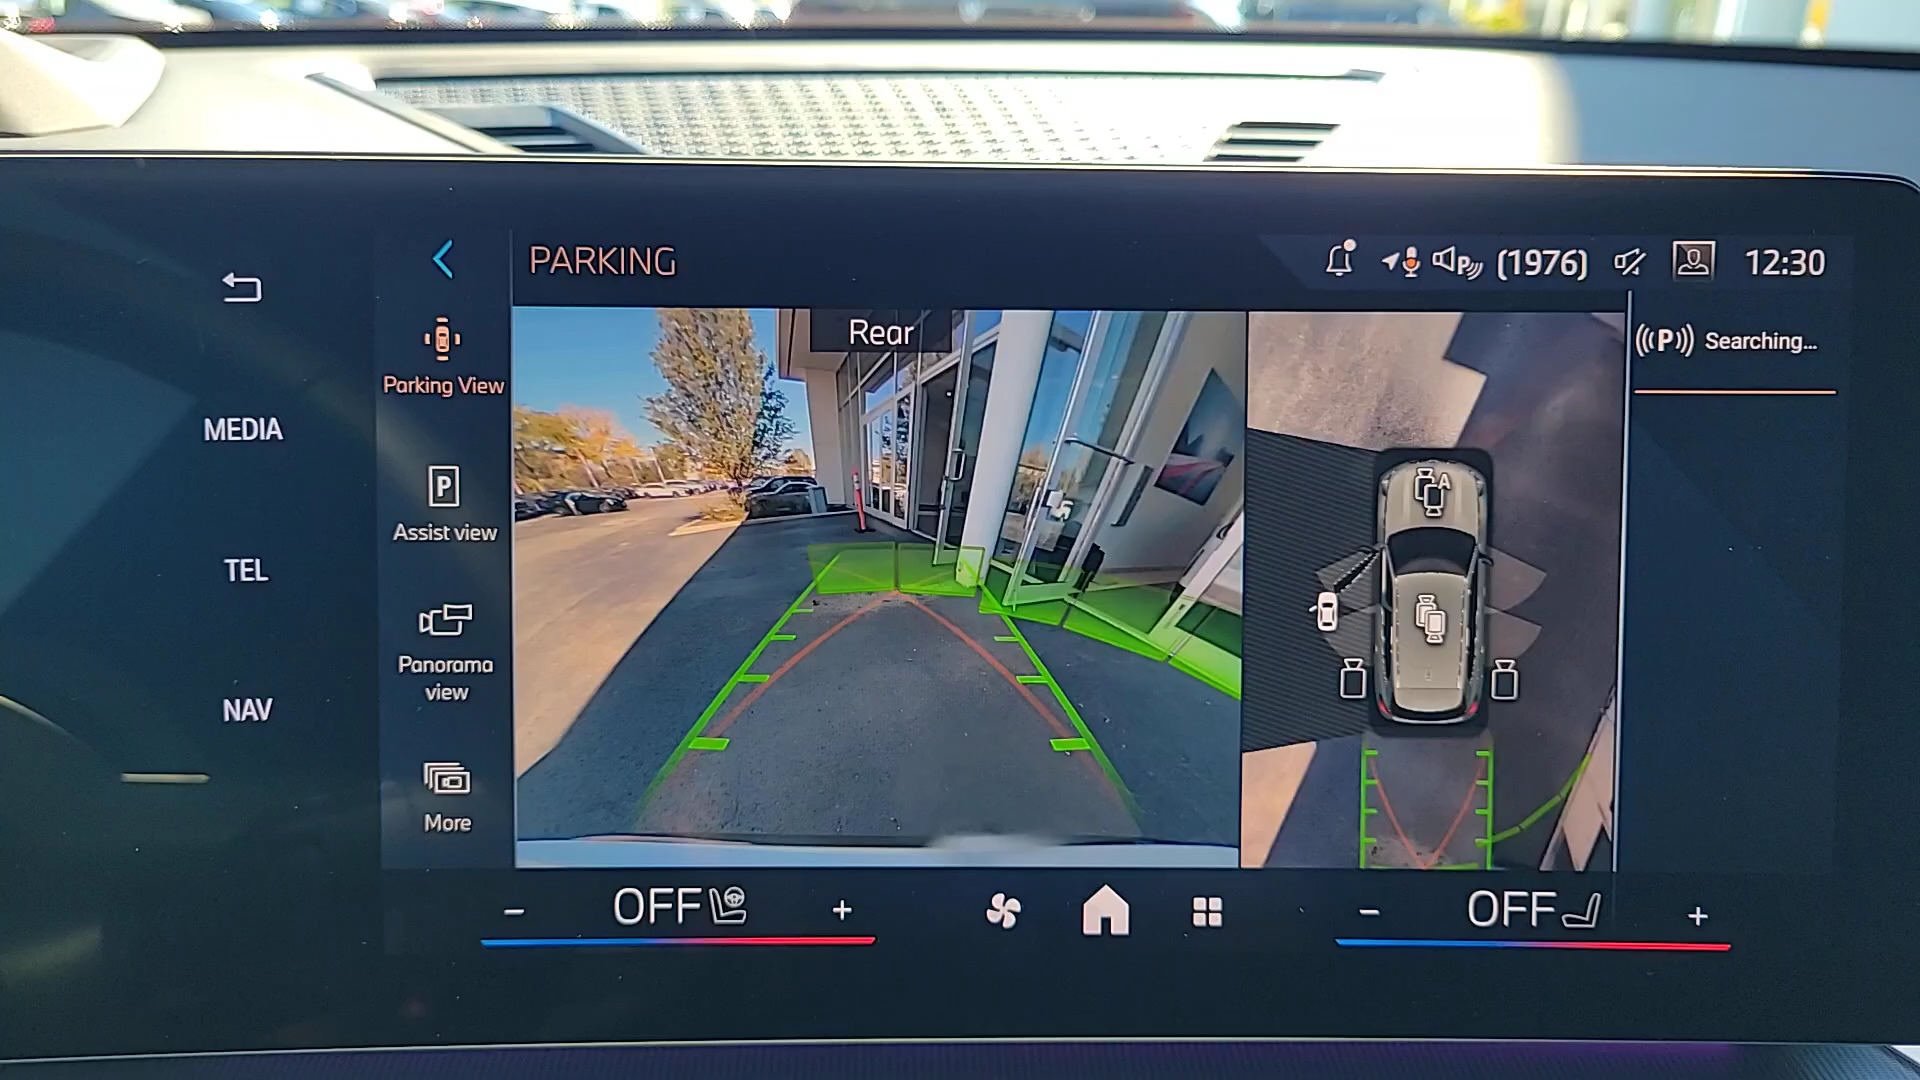 PARKING
P (1976) 12:30
MEDIA
TEL
NAV
Parking View
P
Assist view
Panorama
view
More
Rear
A
((P)) Searching...
- OFF +
- OFF +